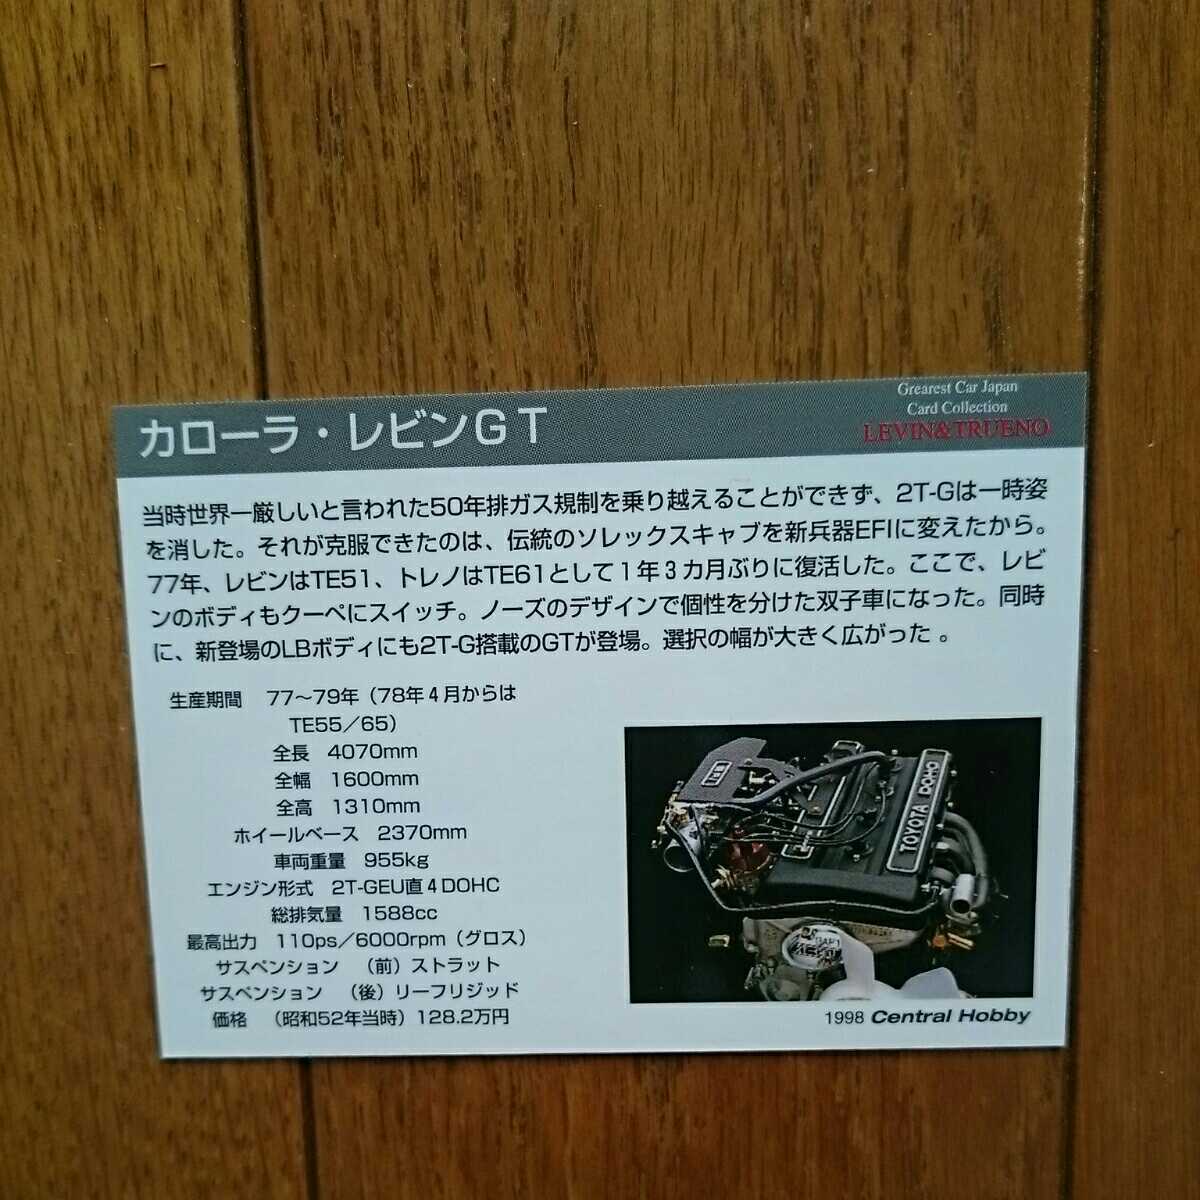 カローラ・レビンGT
Grearest Car Japan
Card Collection
LEVIN&TRUENO
当時世界一厳しいと言われた50年排ガス規制を乗り越えることができず、2T-Gは一時姿
を消した。それが克服できたのは、伝統のソレックスキャブを新兵器EFIに変えたから。
77年、レビンはTE51、トレノはTE61として1年3カ月ぶりに復活した。ここで、レビ
ンのボディもクーペにスイッチ。ノーズのデザインで個性を分けた双子車になった。同時
に、新登場のLBボディにも2T-G搭載のGTが登場。選択の幅が大きく広がった 。
生産期間 77〜79年（78年4月からは
TE55／65）
全長 4070mm
全幅 1600mm
全高 1310mm
ホイールベース 2370mm
車両重量 955kg
エンジン形式 2T-GEU直4DOHC
総排気量 1588cc
最高出力 110ps／6000rpm（グロス）
サスペンション （前）ストラット
サスペンション （後）リーフリジッド
価格 （昭和52年当時）128.2万円
EFI
TOYOTA DOHC
1998 Central Hobby